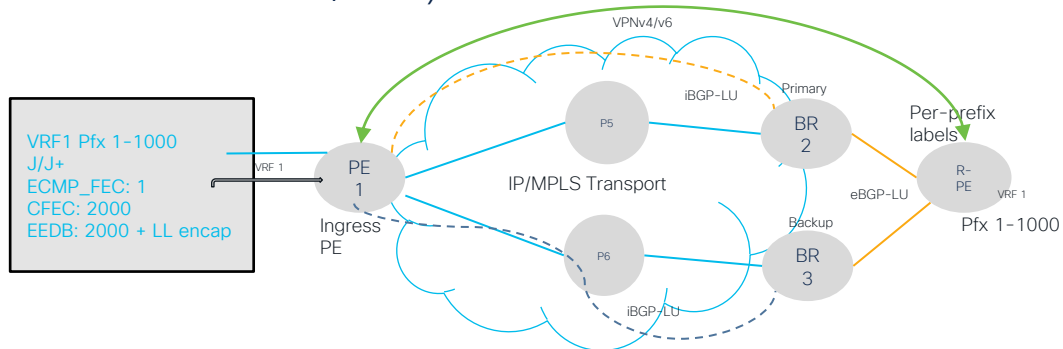 VPNv4/v6
iBGP-LU
Primary
Per-prefix
labels
VRF1 Pfx 1-1000
J/J+
ECMP_FEC: 1
CFEC: 2000
EEDB: 2000 + LL encap
VRF 1
PE
1
Ingress
PE
P5
IP/MPLS Transport
P6
iBGP-LU
BR
2
eBGP-LU
Backup
BR
3
R-
PE
VRF 1
Pfx 1-1000